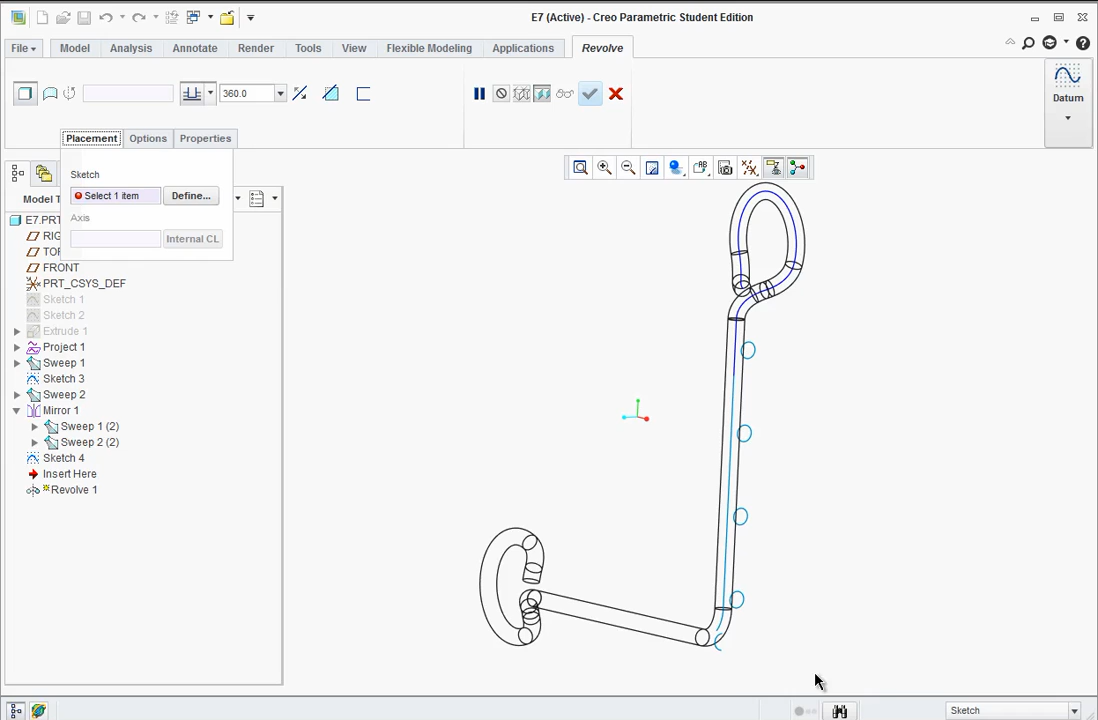 E7 (Active) - Creo Parametric Student Edition
File Model Analysis Annotate Render Tools View Flexible Modeling Applications Revolve
360.0
Datum
Placement Options Properties
Sketch
Select 1 item Define...
Axis
Internal CL
Model T
E7.PRT
RIG
TO
FRONT
PRT_CSYS_DEF
Sketch 1
Sketch 2
Extrude 1
Project 1
Sweep 1
Sketch 3
Sweep 2
Mirror 1
Sweep 1 (2)
Sweep 2 (2)
Sketch 4
Insert Here
Revolve 1
Sketch